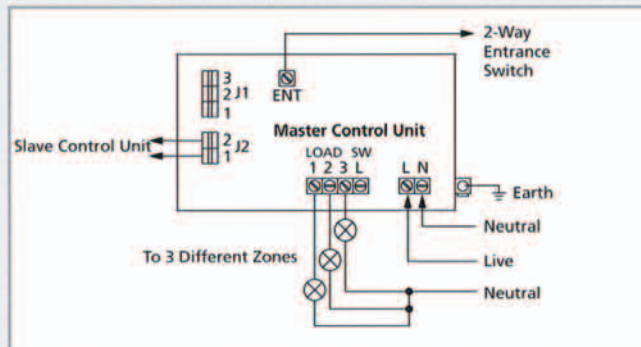 2-Way
Entrance
Switch
3
2 J1
1
ENT
Master Control Unit
Slave Control Unit
2 J2
1
LOAD SW
1 2 3 L
L N
Earth
Neutral
To 3 Different Zones
Live
Neutral